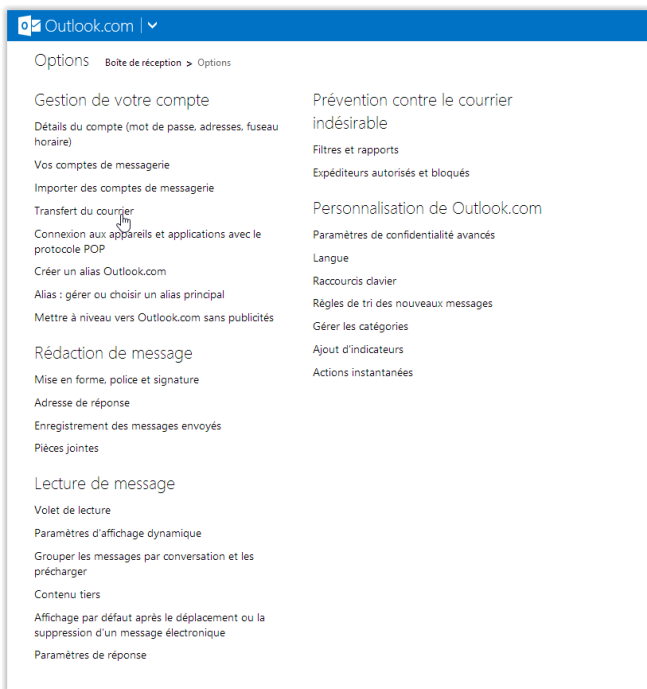 Outlook.com
Options Boîte de réception > Options
Gestion de votre compte
Détails du compte (mot de passe, adresses, fuseau
horaire)
Vos comptes de messagerie
Importer des comptes de messagerie
Transfert du courrier
Connexion aux appareils et applications avec le
protocole POP
Créer un alias Outlook.com
Alias : gérer ou choisir un alias principal
Mettre à niveau vers Outlook.com sans publicités
Rédaction de message
Mise en forme, police et signature
Adresse de réponse
Enregistrement des messages envoyés
Pièces jointes
Lecture de message
Volet de lecture
Paramètres d'affichage dynamique
Grouper les messages par conversation et les
précharger
Contenu tiers
Affichage par défaut après le déplacement ou la
suppression d'un message électronique
Paramètres de réponse
Prévention contre le courrier
indésirable
Filtres et rapports
Expéditeurs autorisés et bloqués
Personnalisation de Outlook.com
Paramètres de confidentialité avancés
Langue
Raccourcis clavier
Règles de tri des nouveaux messages
Gérer les catégories
Ajout d'indicateurs
Actions instantanées